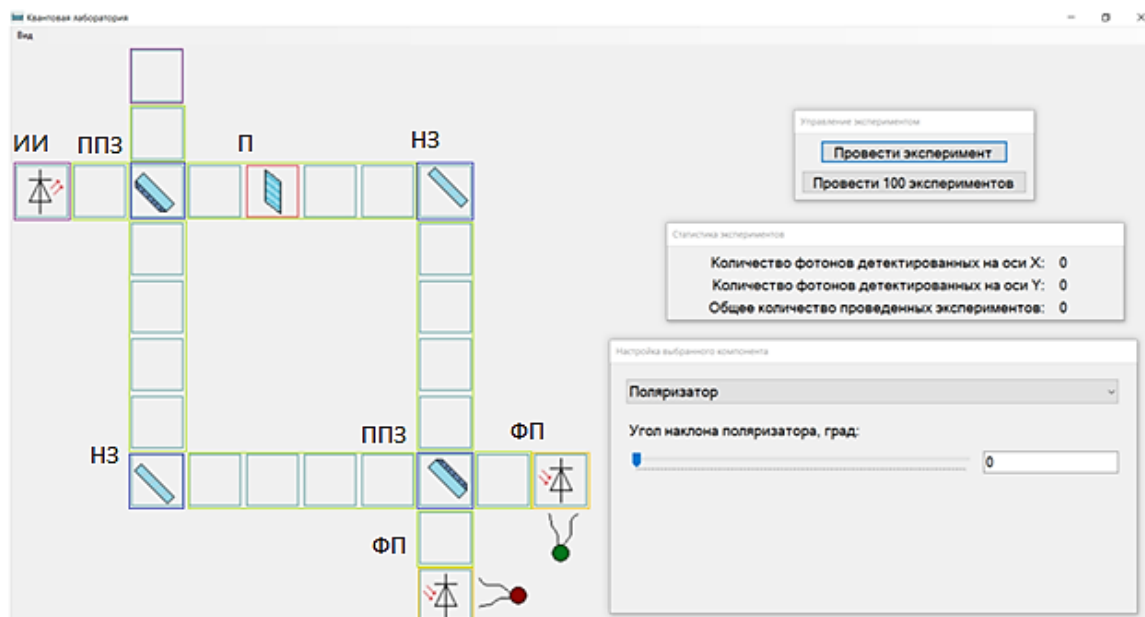 Квантовая лаборатория
Вид
ИИ
ППЗ
П
НЗ
НЗ
ППЗ
ФП
ФП
Управление экспериментом
Провести эксперимент
Провести 100 экспериментов
Статистика экспериментов
Количество фотонов детектированных на оси X: 0
Количество фотонов детектированных на оси Y: 0
Общее количество проведенных экспериментов: 0
Настройка выбранного компонента
Поляризатор
Угол наклона поляризатора, град:
0